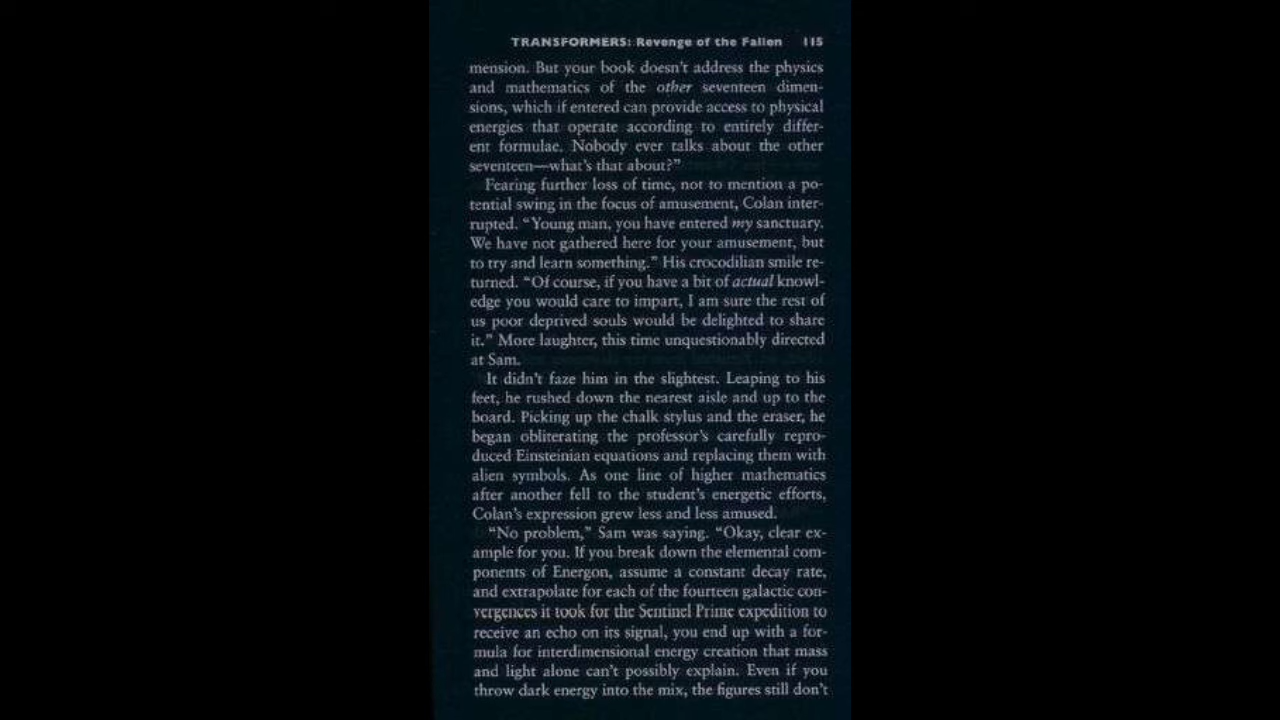 TRANSFORMERS: Revenge of the Fallen 115
mension. But your book doesn't address the physics
and mathematics of the other seventeen dimen-
sions, which if entered can provide access to physical
energies that operate according to entirely differ-
ent formulae. Nobody ever talks about the other
seventeen—what's that about?"
Fearing further loss of time, not to mention a po-
tential swing in the focus of amusement, Colan inter-
rupted. "Young man, you have entered my sanctuary.
We have not gathered here for your amusement, but
to try and learn something." His crocodilian smile re-
turned. "Of course, if you have a bit of actual knowl-
edge you would care to impart, I am sure the rest of
us poor deprived souls would be delighted to share
it." More laughter, this time unquestionably directed
at Sam.
It didn't faze him in the slightest. Leaping to his
feet, he rushed down the nearest aisle and up to the
board. Picking up the chalk stylus and the eraser, he
began obliterating the professor's carefully repro-
duced Einsteinian equations and replacing them with
alien symbols. As one line of higher mathematics
after another fell to the student's energetic efforts,
Colan's expression grew less and less amused.
"No problem," Sam was saying. "Okay, clear ex-
ample for you. If you break down the elemental com-
ponents of Energon, assume a constant decay rate,
and extrapolate for each of the fourteen galactic con-
vergences it took for the Sentinel Prime expedition to
receive an echo on its signal, you end up with a for-
mula for interdimensional energy creation that mass
and light alone can't possibly explain. Even if you
throw dark energy into the mix, the figures still don't